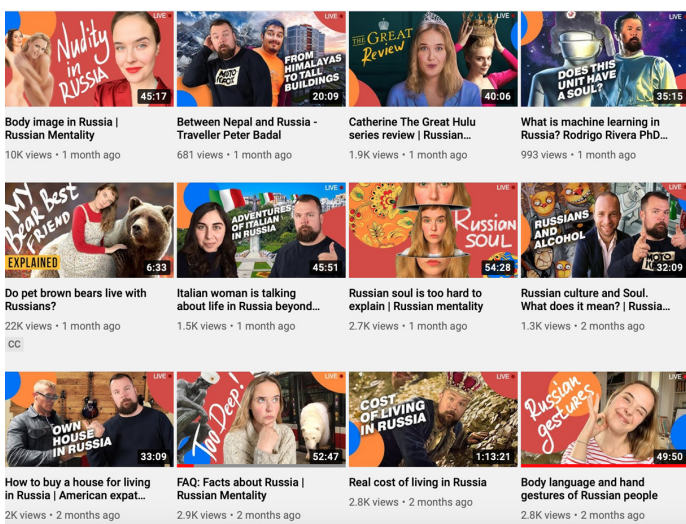 LIVE
Nudity
in
RUSSIA
45:17
Body image in Russia |
Russian Mentality
10K views • 1 month ago
LIVE
FROM
HIMALAYAS
TO TALL
BUILDINGS
20:09
Between Nepal and Russia -
Traveller Peter Badal
681 views • 1 month ago
LIVE
THE GREAT
Review
40:06
Catherine The Great Hulu
series review | Russian...
1.9K views • 1 month ago
LIVE
DOES THIS
UNIT HAVE
A SOUL?
35:15
What is machine learning in
Russia? Rodrigo Rivera PhD...
993 views • 1 month ago
MY
Bear Best
FRIEND
EXPLAINED
6:33
Do pet brown bears live with
Russians?
22K views • 1 month ago
CC
LIVE
ADVENTURES
OF ITALIAN
IN RUSSIA
45:51
Italian woman is talking
about life in Russia beyond...
1.5K views • 1 month ago
LIVE
Russian
SOUL
54:28
Russian soul is too hard to
explain | Russian mentality
2.7K views • 1 month ago
LIVE
RUSSIANS
AND
ALCOHOL
32:09
Russian culture and Soul.
What does it mean? | Russia...
1.3K views • 2 months ago
LIVE
OWN
HOUSE
IN RUSSIA
33:09
How to buy a house for living
in Russia | American expat...
2K views • 2 months ago
LIVE
Too Deep!
52:47
FAQ: Facts about Russia |
Russian Mentality
2.9K views • 2 months ago
LIVE
COST
OF LIVING
IN RUSSIA
1:13:21
Real cost of living in Russia
2.8K views • 2 months ago
LIVE
Russian
gestures
49:50
Body language and hand
gestures of Russian people
2.8K views • 2 months ago